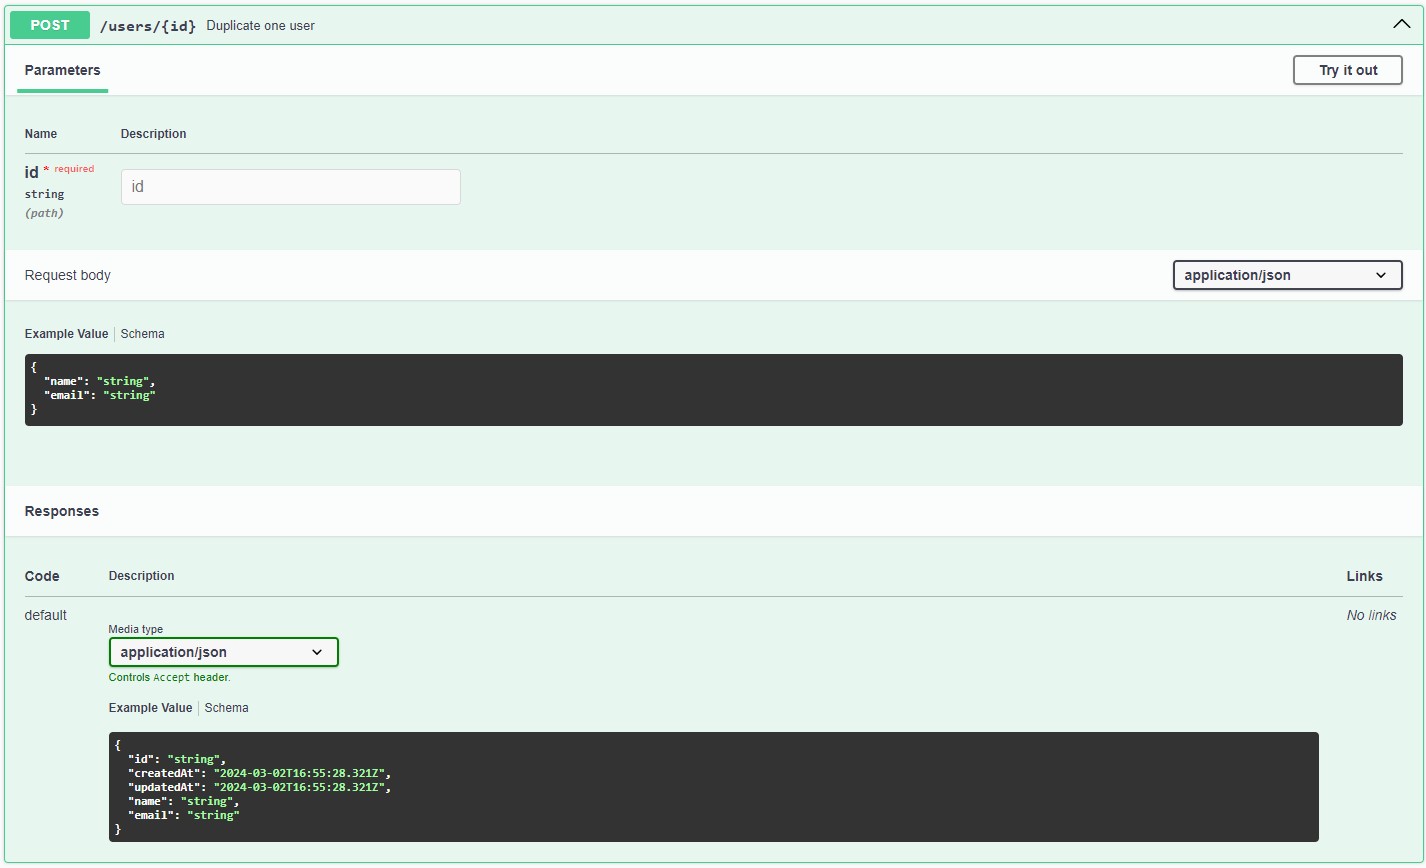 POST /users/{id} Duplicate one user
Parameters
Try it out
Name Description
id * required
string
(path)
id
Request body
application/json
Example Value Schema
{
  "name": "string",
  "email": "string"
}
Responses
Code Description Links
default
No links
Media type
application/json
Controls Accept header.
Example Value Schema
{
  "id": "string",
  "createdAt": "2024-03-02T16:55:28.321Z",
  "updatedAt": "2024-03-02T16:55:28.321Z",
  "name": "string",
  "email": "string"
}